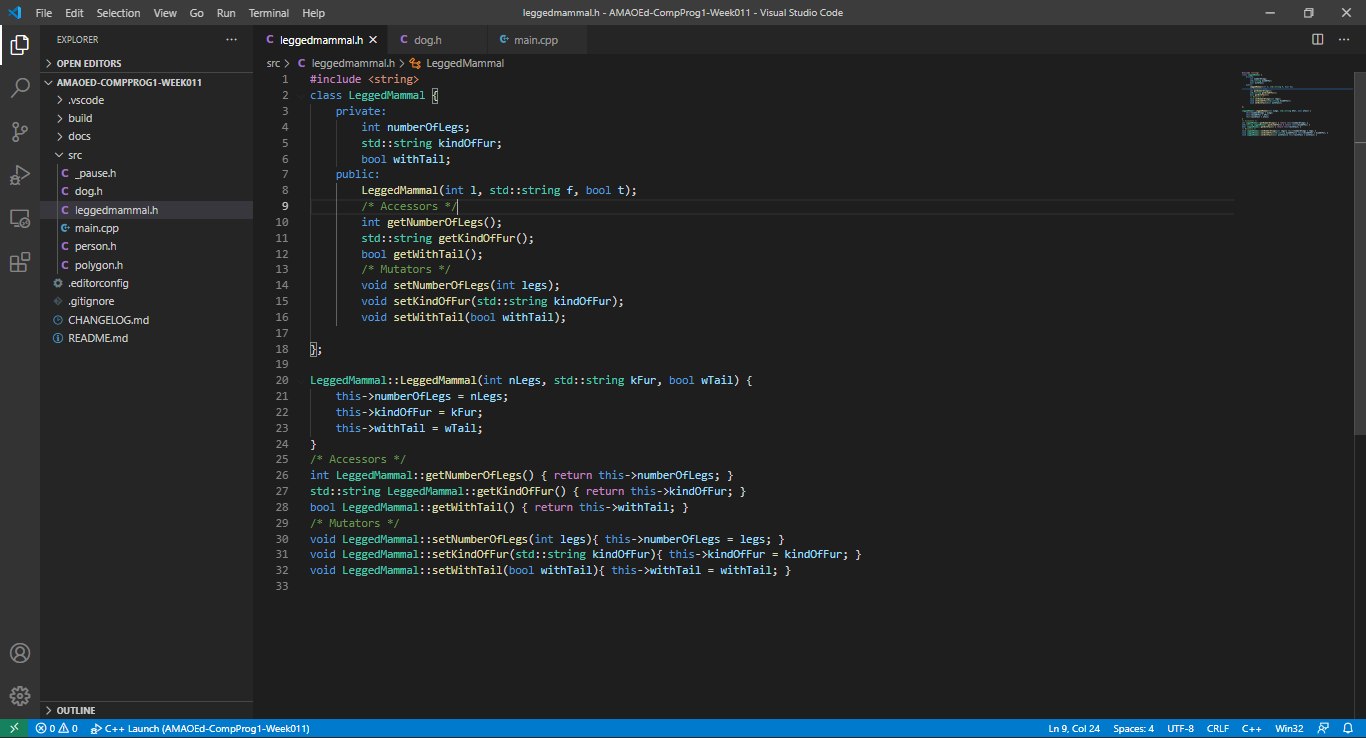 File Edit Selection View Go Run Terminal Help leggedmammal.h - AMAOEd-CompProg1-Week011 - Visual Studio Code
EXPLORER
OPEN EDITORS
AMAOED-COMPPROG1-WEEK011
.vscode
build
docs
src
C _pause.h
C dog.h
C leggedmammal.h
main.cpp
C person.h
C polygon.h
.editorconfig
.gitignore
CHANGELOG.md
README.md
OUTLINE
C leggedmammal.h C dog.h main.cpp
src > C leggedmammal.h > LeggedMammal
1 #include <string>
2 class LeggedMammal {
3 private:
4 int numberOfLegs;
5 std::string kindOfFur;
6 bool withTail;
7 public:
8 LeggedMammal(int l, std::string f, bool t);
9 /* Accessors */
10 int getNumberOfLegs();
11 std::string getKindOfFur();
12 bool getWithTail();
13 /* Mutators */
14 void setNumberOfLegs(int legs);
15 void setKindOfFur(std::string kindOfFur);
16 void setWithTail(bool withTail);
17
18 };
19
20 LeggedMammal::LeggedMammal(int nLegs, std::string kFur, bool wTail) {
21 this->numberOfLegs = nLegs;
22 this->kindOfFur = kFur;
23 this->withTail = wTail;
24 }
25 /* Accessors */
26 int LeggedMammal::getNumberOfLegs() { return this->numberOfLegs; }
27 std::string LeggedMammal::getKindOfFur() { return this->kindOfFur; }
28 bool LeggedMammal::getWithTail() { return this->withTail; }
29 /* Mutators */
30 void LeggedMammal::setNumberOfLegs(int legs){ this->numberOfLegs = legs; }
31 void LeggedMammal::setKindOfFur(std::string kindOfFur){ this->kindOfFur = kindOfFur; }
32 void LeggedMammal::setWithTail(bool withTail){ this->withTail = withTail; }
33
0 0 C++ Launch (AMAOEd-CompProg1-Week011) Ln 9, Col 24 Spaces: 4 UTF-8 CRLF C++ Win32